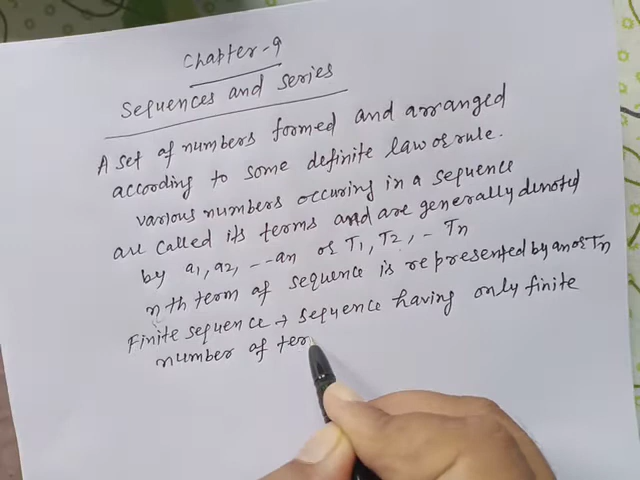 Chapter-9
Sequences and series
A set of numbers formed and arranged
according to some definite law or rule.
various numbers occuring in a sequence
are called its terms and are generally denoted
by a1, a2, ---an or T1, T2, - Tn
nth term of sequence is represented by an or Tn
Finite sequence → sequence having only finite
number of ter